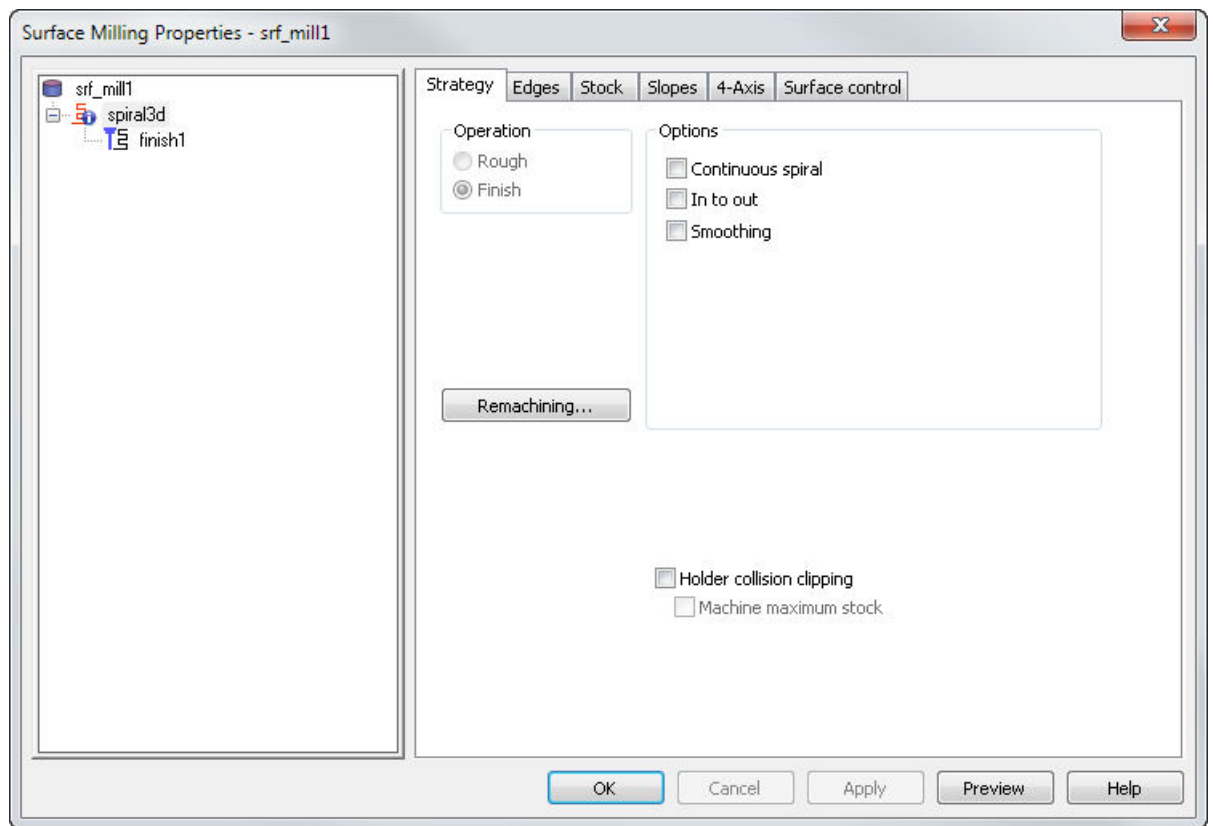 Surface Milling Properties - srf_mill1
srf_mill1
spiral3d
finish1
Strategy Edges Stock Slopes 4-Axis Surface control
Operation
Rough
Finish
Options
Continuous spiral
In to out
Smoothing
Remachining...
Holder collision clipping
Machine maximum stock
OK Cancel Apply Preview Help